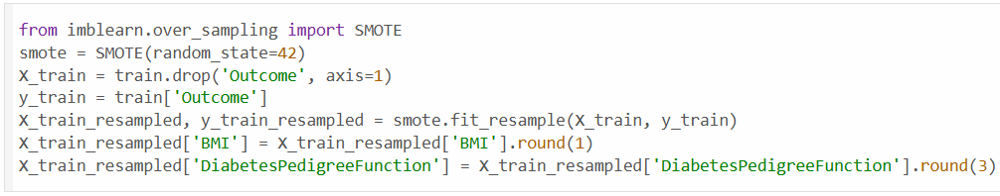 from imblearn.over_sampling import SMOTE
smote = SMOTE(random_state=42)
X_train = train.drop('Outcome', axis=1)
y_train = train['Outcome']
X_train_resampled, y_train_resampled = smote.fit_resample(X_train, y_train)
X_train_resampled['BMI'] = X_train_resampled['BMI'].round(1)
X_train_resampled['DiabetesPedigreeFunction'] = X_train_resampled['DiabetesPedigreeFunction'].round(3)